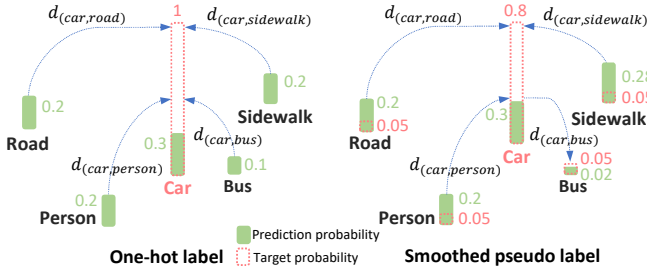 1
d(car,road)
d(car,sidewalk)
0.2
Road
0.2
Sidewalk
0.3
d(car,bus)
d(car,person)
Car
0.1
Bus
0.2
Person
One-hot label
0.8
d(car,road)
d(car,sidewalk)
0.28
0.05
Sidewalk
0.2
0.05
Road
0.3
d(car,bus)
d(car,person)
Car
0.05
0.02
Bus
0.2
0.05
Person
Smoothed pseudo label
Prediction probability
Target probability